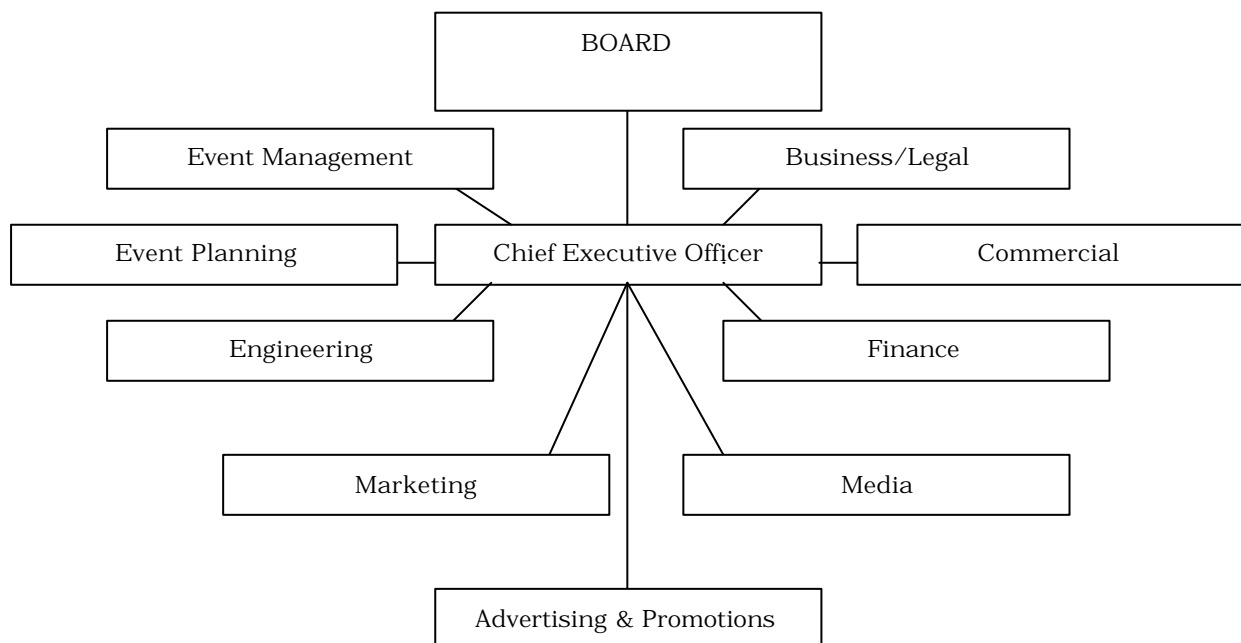 BOARD
Event Management
Business/Legal
Event Planning
Chief Executive Officer
Commercial
Engineering
Finance
Marketing
Media
Advertising & Promotions